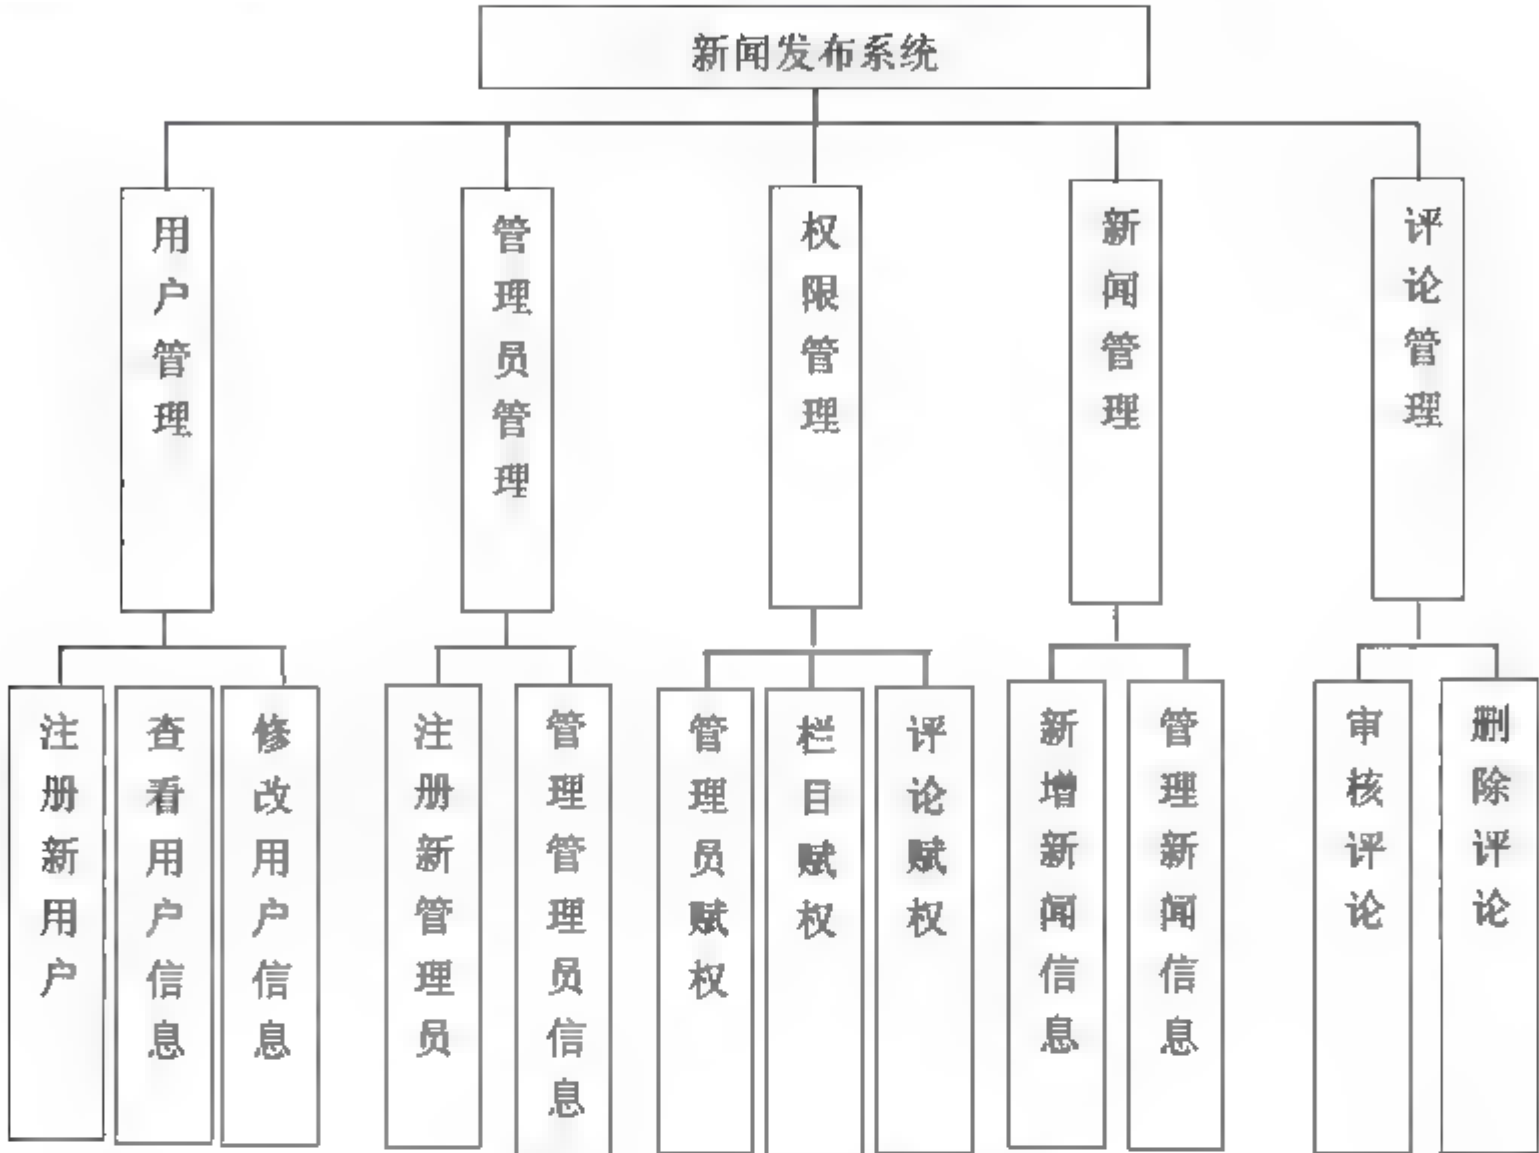 新闻发布系统
用户管理
管理员管理
权限管理
新闻管理
评论管理
注册新用户
查看用户信息
修改用户信息
注册新管理员
管理管理员信息
管理员赋权
栏目赋权
评论赋权
新增新闻信息
管理新闻信息
审核评论
删除评论